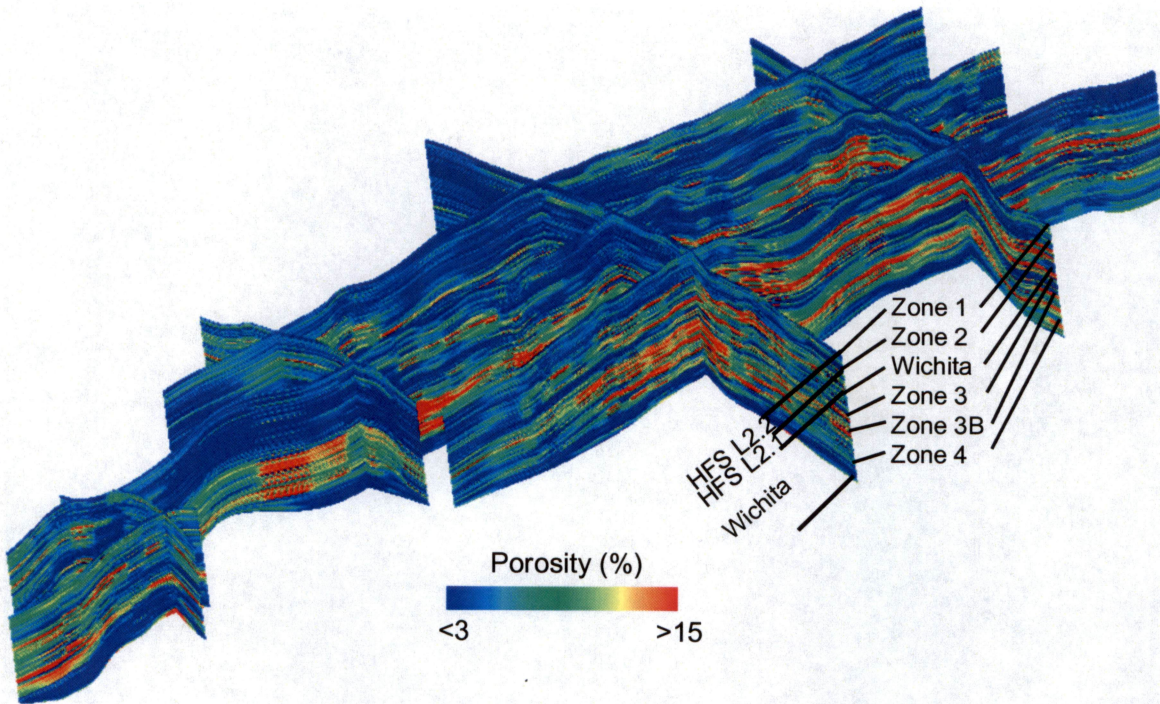 Zone 1
Zone 2
Wichita
Zone 3
Zone 3B
Zone 4
HFS L2.2
HFS L2.1
Wichita
Porosity (%)
<3 >15